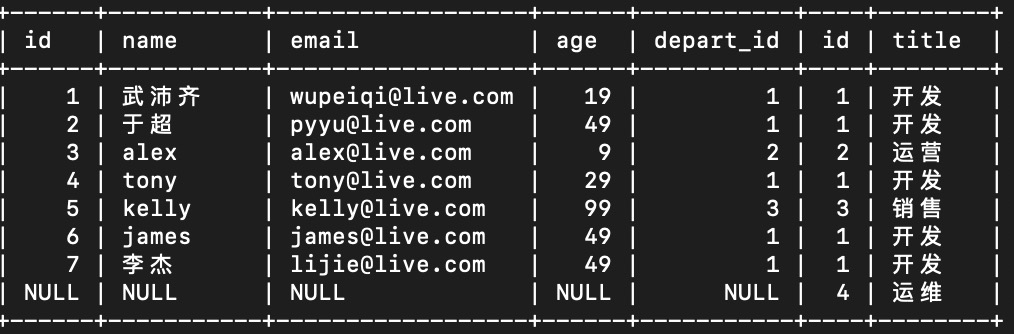 +------+-----------+------------------+------+-----------+----+--------+
| id   | name      | email            | age  | depart_id | id | title  |
+------+-----------+------------------+------+-----------+----+--------+
|    1 | 武沛齐    | wupeiqi@live.com |   19 |         1 |  1 | 开发   |
|    2 | 于超      | pyyu@live.com    |   49 |         1 |  1 | 开发   |
|    3 | alex      | alex@live.com    |    9 |         2 |  2 | 运营   |
|    4 | tony      | tony@live.com    |   29 |         1 |  1 | 开发   |
|    5 | kelly     | kelly@live.com   |   99 |         3 |  3 | 销售   |
|    6 | james     | james@live.com   |   49 |         1 |  1 | 开发   |
|    7 | 李杰      | lijie@live.com   |   49 |         1 |  1 | 开发   |
| NULL | NULL      | NULL             | NULL |      NULL |  4 | 运维   |
+------+-----------+------------------+------+-----------+----+--------+